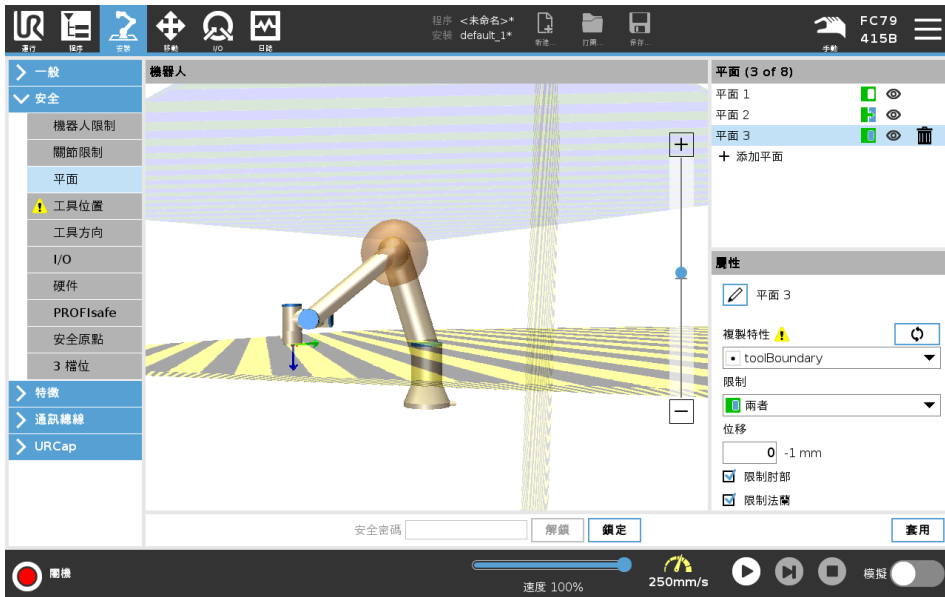 UR
運行
程序
安裝
移動
I/O
日誌
程序 <未命名>*
安裝 default_1*
新建...
打開...
保存...
手動
FC79
415B
一般
安全
機器人限制
關節限制
平面
工具位置
工具方向
I/O
硬件
PROFIsafe
安全原點
3 檔位
特徵
通訊總線
URCap
機器人
平面 (3 of 8)
平面 1
平面 2
平面 3
添加平面
屬性
平面 3
複製特性
toolBoundary
限制
兩者
位移
0 -1 mm
限制肘部
限制法蘭
安全密碼
解鎖
鎖定
套用
關機
速度 100%
250mm/s
模擬